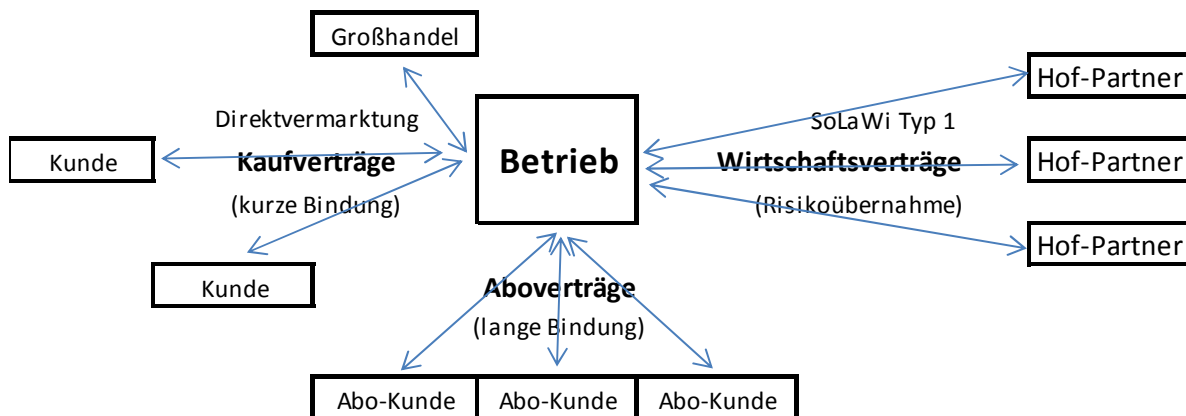 Großhandel
Direktvermarktung
Kunde
Kaufverträge
(kurze Bindung)
Kunde
Betrieb
SoLaWi Typ 1
Wirtschaftsverträge
(Risikoübernahme)
Hof-Partner
Hof-Partner
Hof-Partner
Aboverträge
(lange Bindung)
Abo-Kunde
Abo-Kunde
Abo-Kunde